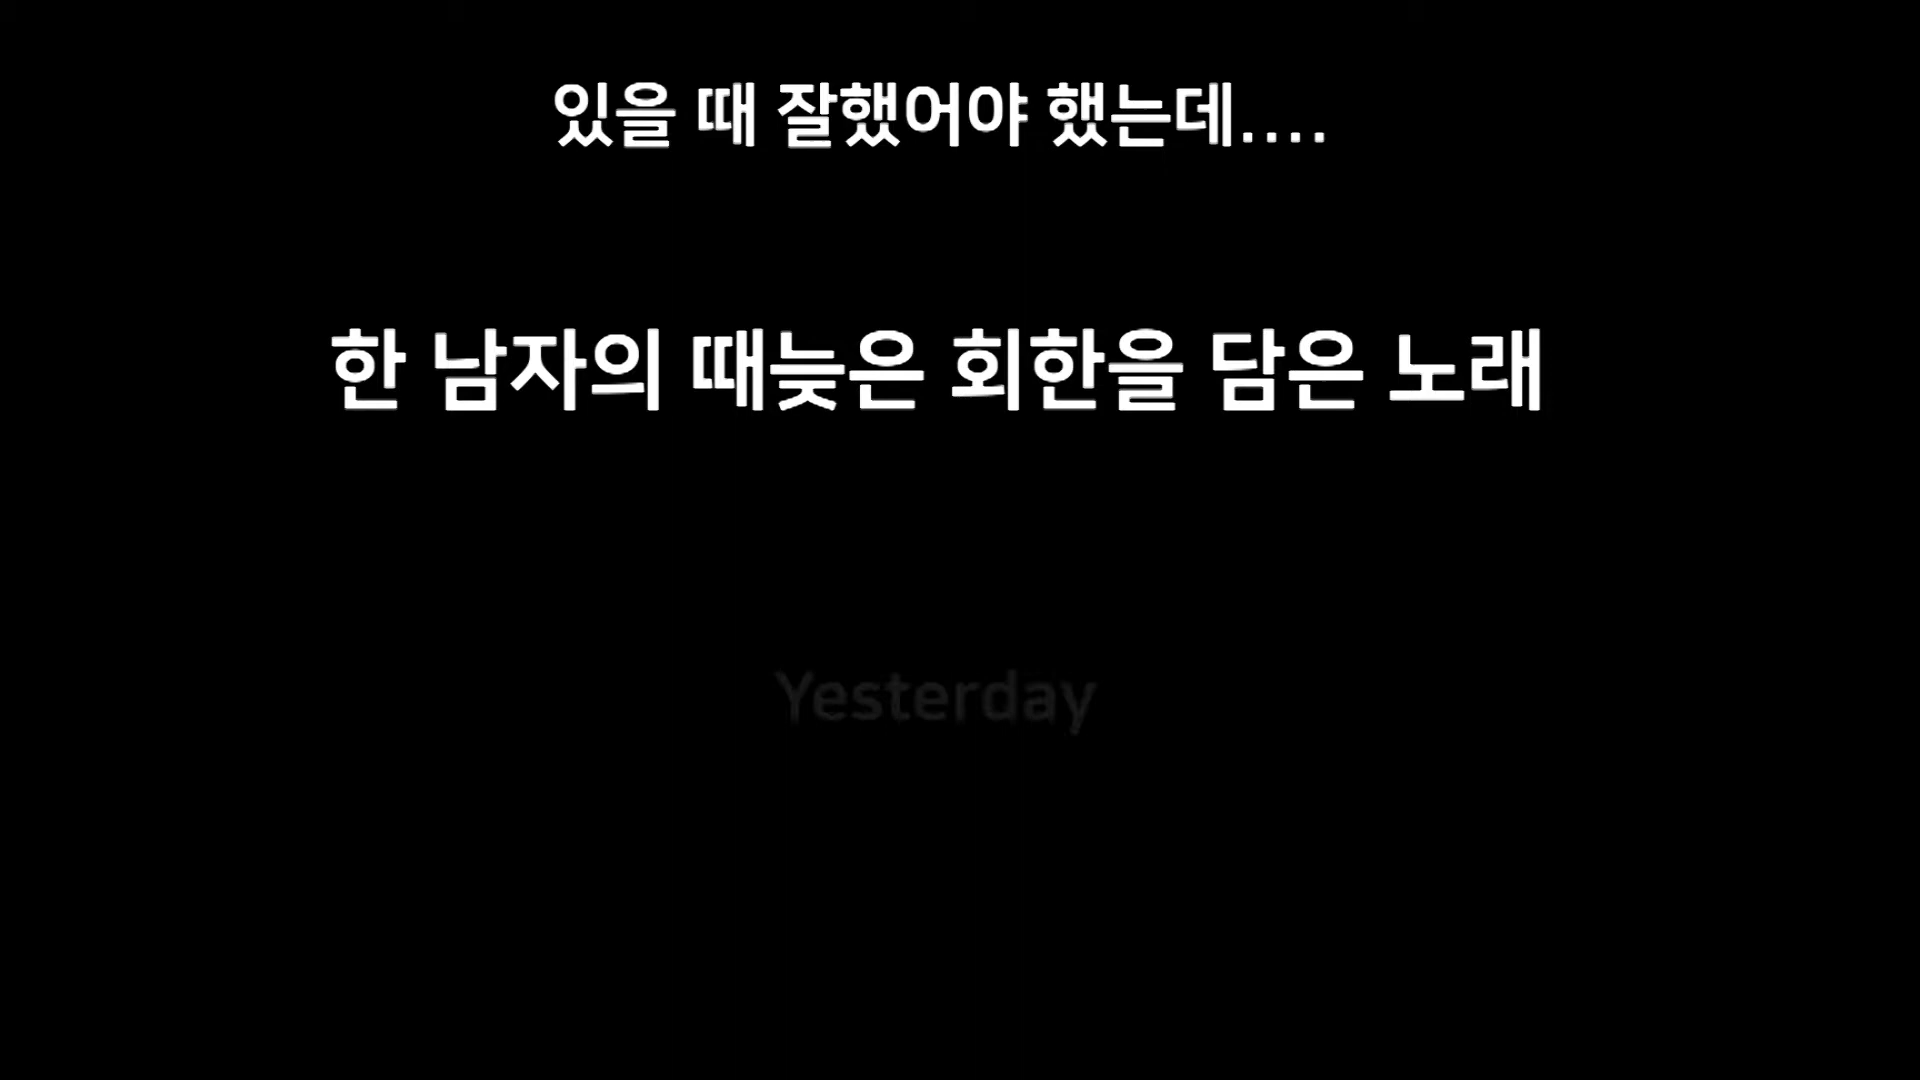 있을 때 잘했어야 했는데....
한 남자의 때늦은 회한을 담은 노래
Yesterday